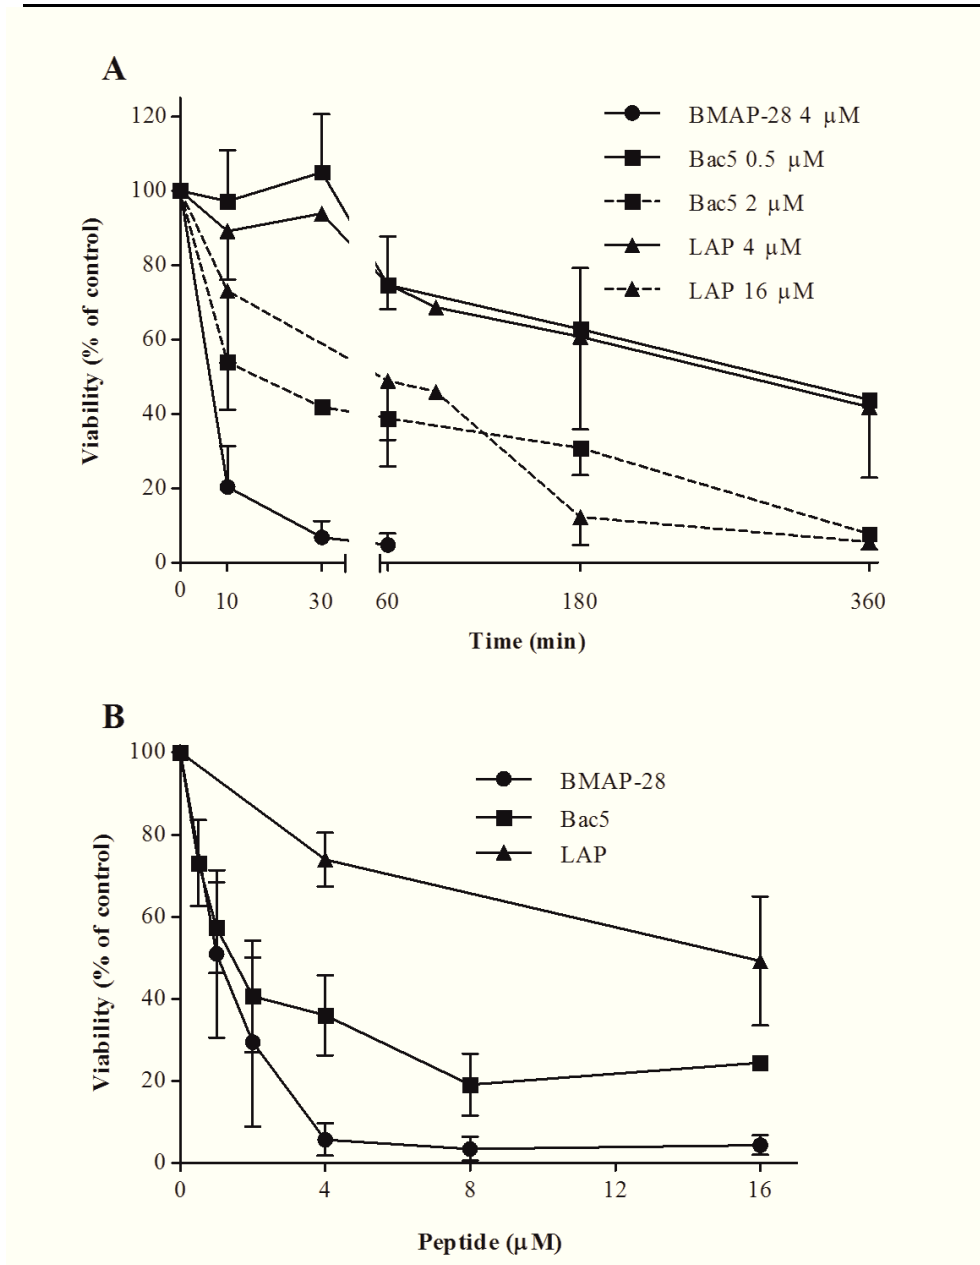 A
120
100
80
60
40
20
0
Viability (% of control)
BMAP-28 4 µM
Bac5 0.5 µM
Bac5 2 µM
LAP 4 µM
LAP 16 µM
0 10 30 60 180 360
Time (min)
B
100
80
60
40
20
0
Viability (% of control)
BMAP-28
Bac5
LAP
0 4 8 12 16
Peptide (µM)